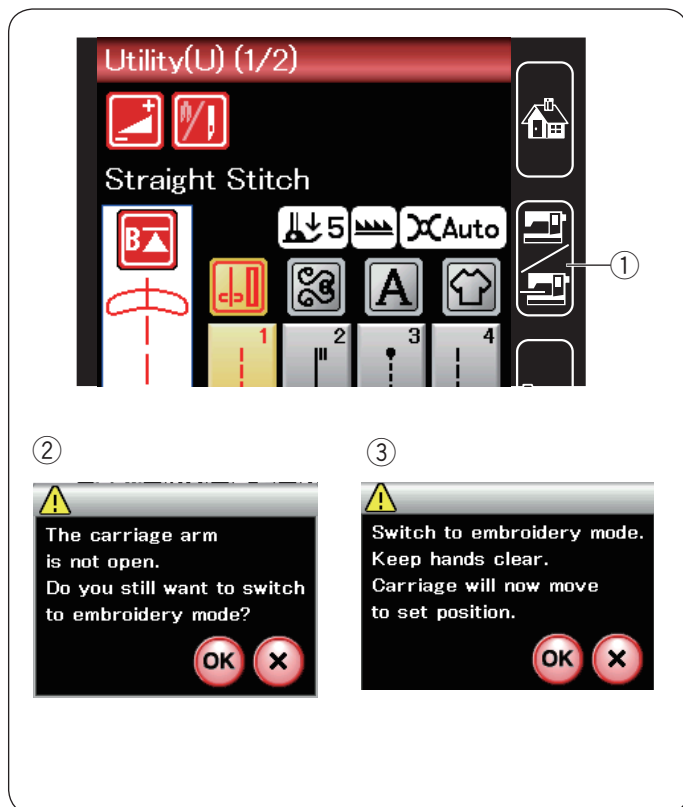 Utility(U) (1/2)
Straight Stitch
B
5
Auto
A
1
2
3
4
①
②
③
The carriage arm
is not open.
Do you still want to switch
to embroidery mode?
OK
Switch to embroidery mode.
Keep hands clear.
Carriage will now move
to set position.
OK